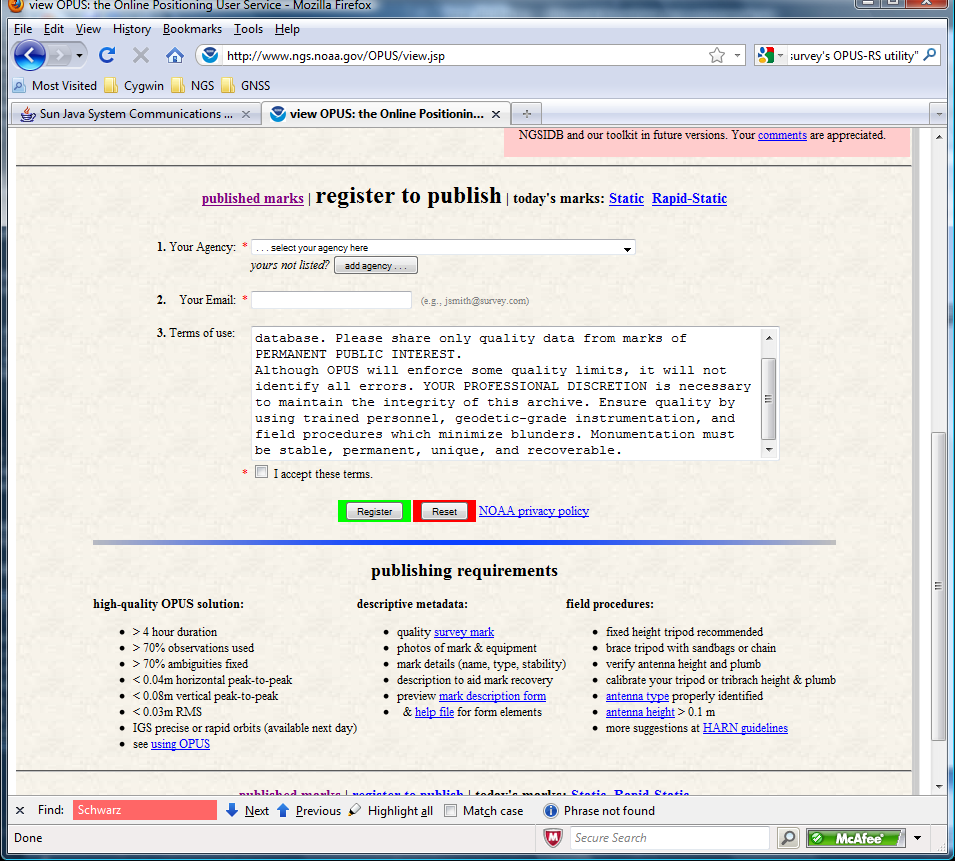 view OPUS: the Online Positioning User Service - Mozilla Firefox
File Edit View History Bookmarks Tools Help
http://www.ngs.noaa.gov/OPUS/view.jsp survey's OPUS-RS utility"
Most Visited Cygwin NGS GNSS
Sun Java System Communications ... view OPUS: the Online Positionin...
NGSIDB and our toolkit in future versions. Your comments are appreciated.
published marks | register to publish | today's marks: Static Rapid-Static
1. Your Agency: * . . . select your agency here
yours not listed? add agency . . .
2. Your Email: * (e.g., jsmith@survey.com)
3. Terms of use:
database. Please share only quality data from marks of
PERMANENT PUBLIC INTEREST.
Although OPUS will enforce some quality limits, it will not
identify all errors. YOUR PROFESSIONAL DISCRETION is necessary
to maintain the integrity of this archive. Ensure quality by
using trained personnel, geodetic-grade instrumentation, and
field procedures which minimize blunders. Monumentation must
be stable, permanent, unique, and recoverable.
* I accept these terms.
Register Reset NOAA privacy policy
publishing requirements
high-quality OPUS solution:
• > 4 hour duration
• > 70% observations used
• > 70% ambiguities fixed
• < 0.04m horizontal peak-to-peak
• < 0.08m vertical peak-to-peak
• < 0.03m RMS
• IGS precise or rapid orbits (available next day)
• see using OPUS
descriptive metadata:
• quality survey mark
• photos of mark & equipment
• mark details (name, type, stability)
• description to aid mark recovery
• preview mark description form
• & help file for form elements
field procedures:
• fixed height tripod recommended
• brace tripod with sandbags or chain
• verify antenna height and plumb
• calibrate your tripod or tribrach height & plumb
• antenna type properly identified
• antenna height > 0.1 m
• more suggestions at HARN guidelines
published marks | register to publish | today's marks: Static Rapid-Static
Find: Schwarz Next Previous Highlight all Match case Phrase not found
Done Secure Search McAfee